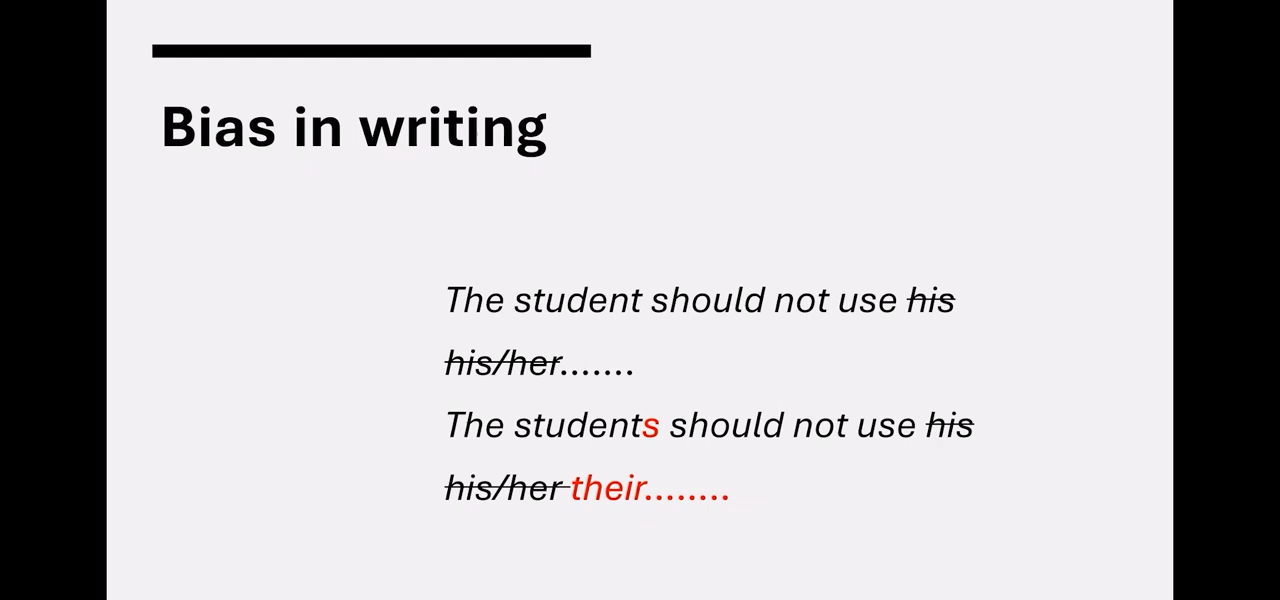 Bias in writing
The student should not use his
his/her.......
The students should not use his
his/her their........